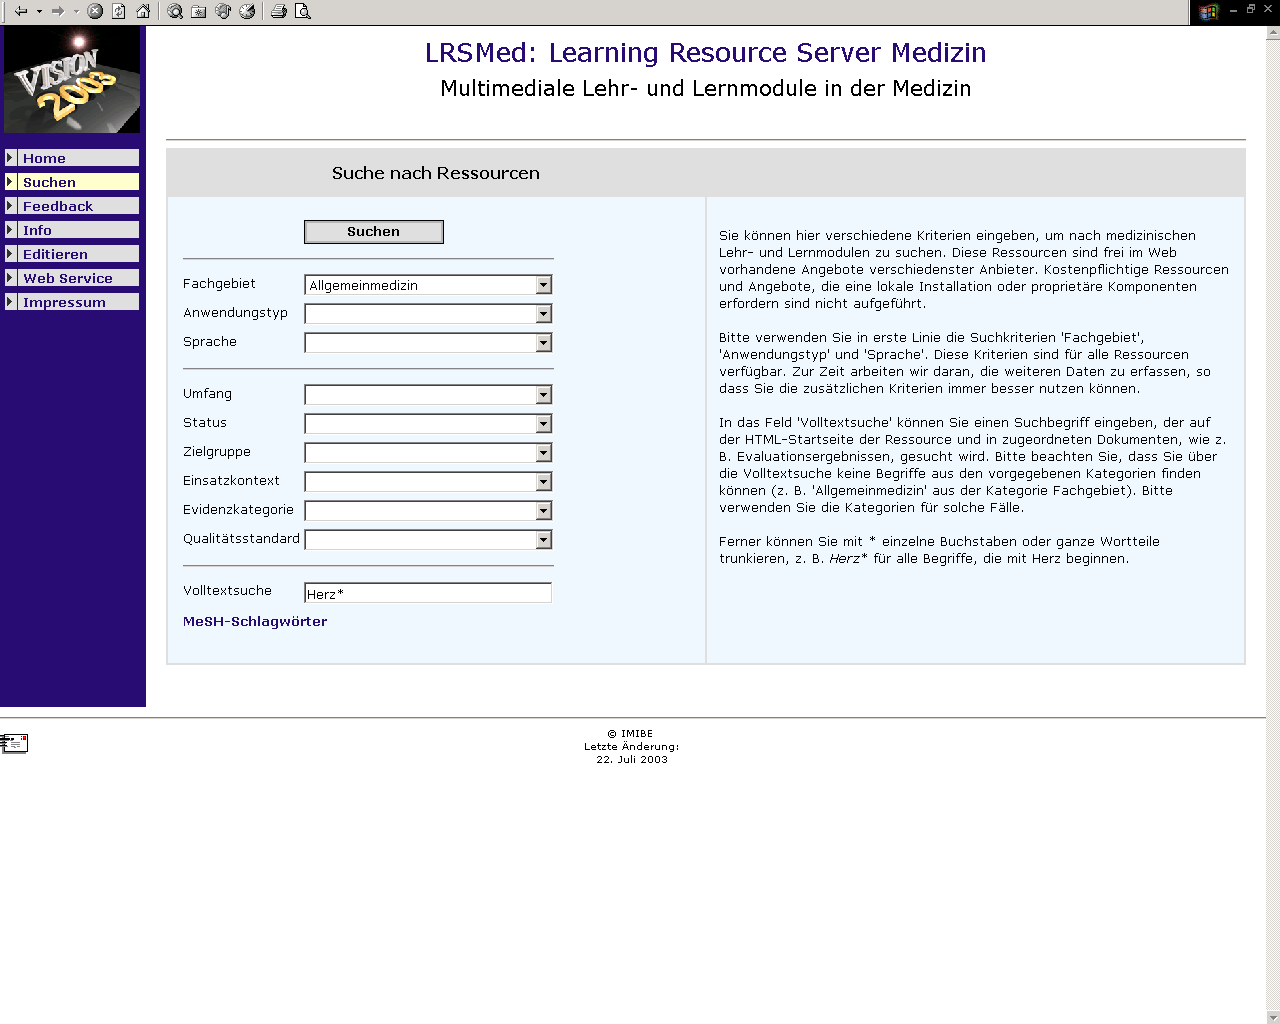 LRSMed: Learning Resource Server Medizin
Multimediale Lehr- und Lernmodule in der Medizin
VISION
2003
Home
Suchen
Feedback
Info
Editieren
Web Service
Impressum
Suche nach Ressourcen
Suchen
Fachgebiet Allgemeinmedizin
Anwendungstyp
Sprache
Umfang
Status
Zielgruppe
Einsatzkontext
Evidenzkategorie
Qualitätsstandard
Volltextsuche Herz*
MeSH-Schlagwörter
Sie können hier verschiedene Kriterien eingeben, um nach medizinischen
Lehr- und Lernmodulen zu suchen. Diese Ressourcen sind frei im Web
vorhandene Angebote verschiedenster Anbieter. Kostenpflichtige Ressourcen
und Angebote, die eine lokale Installation oder proprietäre Komponenten
erfordern sind nicht aufgeführt.
Bitte verwenden Sie in erste Linie die Suchkriterien 'Fachgebiet',
'Anwendungstyp' und 'Sprache'. Diese Kriterien sind für alle Ressourcen
verfügbar. Zur Zeit arbeiten wir daran, die weiteren Daten zu erfassen, so
dass Sie die zusätzlichen Kriterien immer besser nutzen können.
In das Feld 'Volltextsuche' können Sie einen Suchbegriff eingeben, der auf
der HTML-Startseite der Ressource und in zugeordneten Dokumenten, wie z.
B. Evaluationsergebnissen, gesucht wird. Bitte beachten Sie, dass Sie über
die Volltextsuche keine Begriffe aus den vorgegebenen Kategorien finden
können (z. B. 'Allgemeinmedizin' aus der Kategorie Fachgebiet). Bitte
verwenden Sie die Kategorien für solche Fälle.
Ferner können Sie mit * einzelne Buchstaben oder ganze Wortteile
trunkieren, z. B. Herz* für alle Begriffe, die mit Herz beginnen.
© IMIBE
Letzte Änderung:
22. Juli 2003